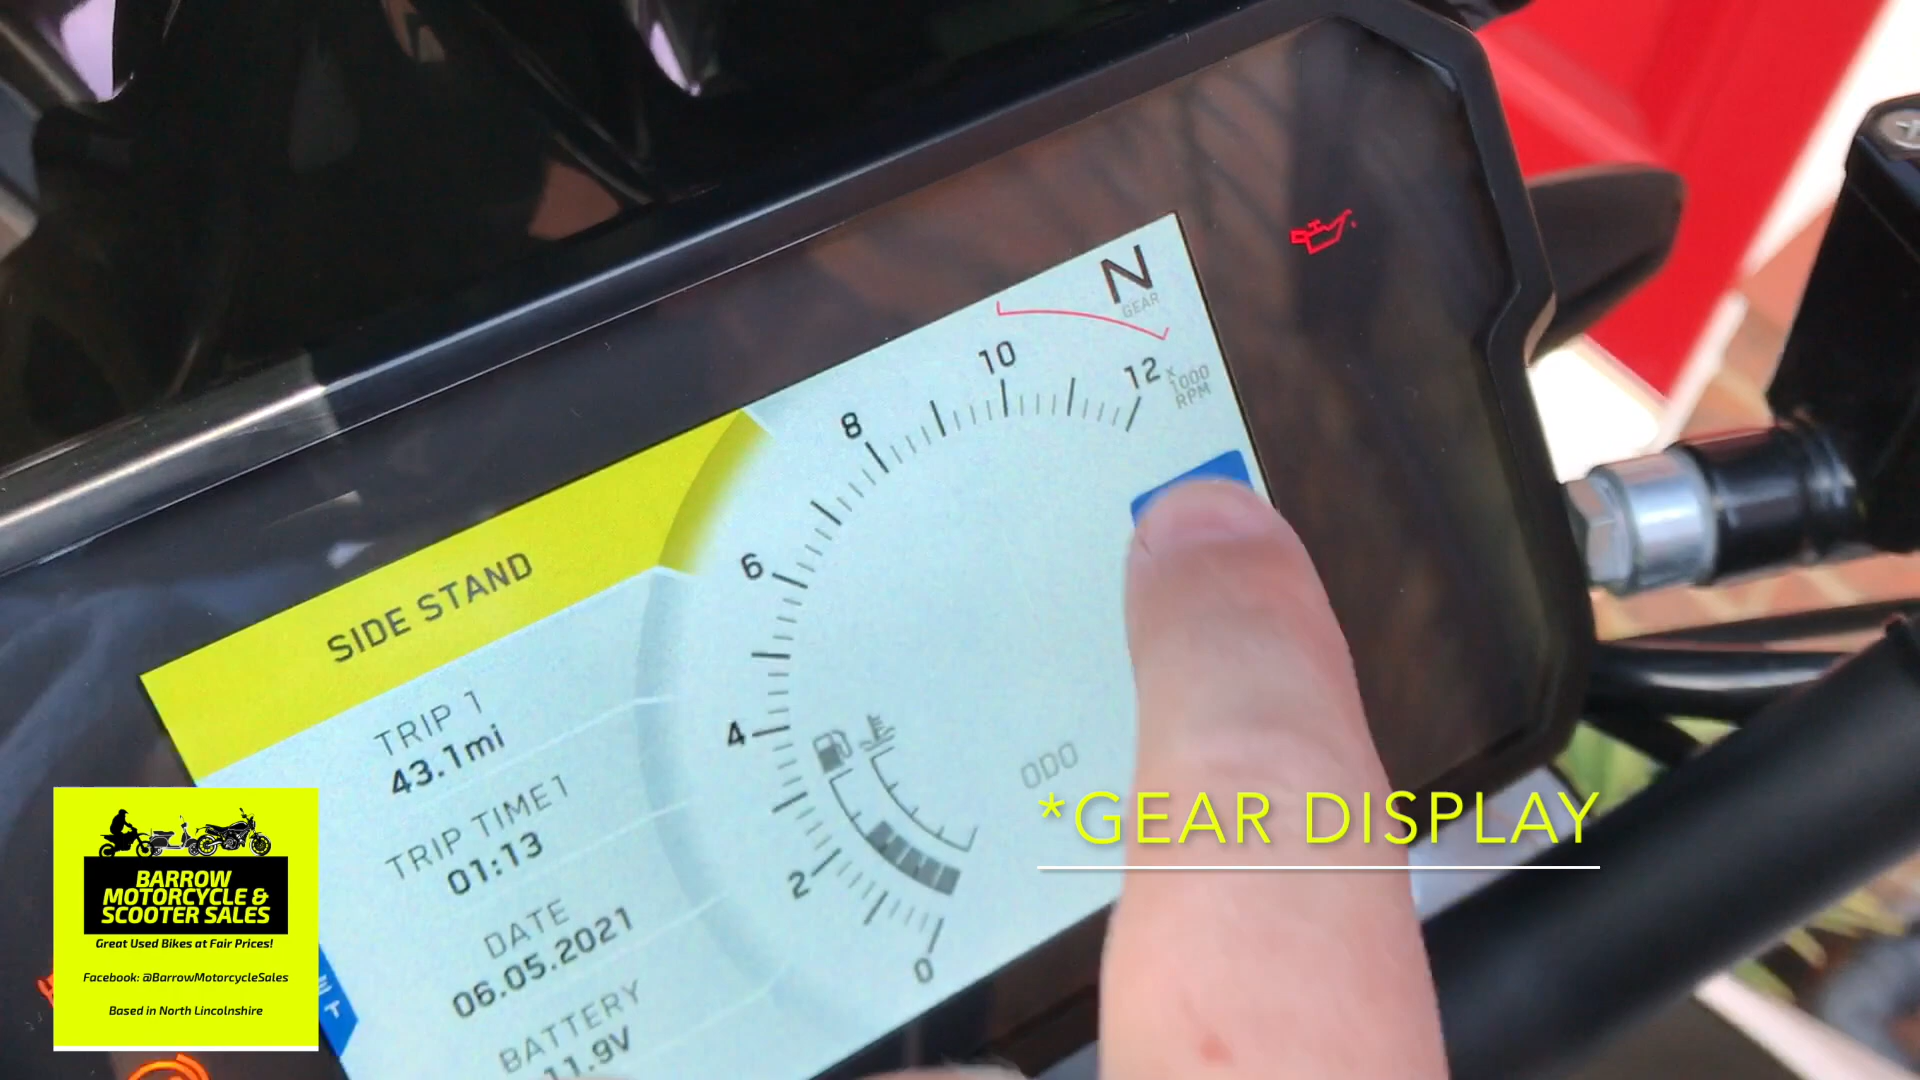 N
GEAR
10
12
x 1000
RPM
8
6
4
2
0
SIDE STAND
TRIP 1
43.1mi
TRIP TIME 1
01:13
DATE
06.05.2021
BATTERY
11.9V
ODO
*GEAR DISPLAY
BARROW
MOTORCYCLE &
SCOOTER SALES
Great Used Bikes at Fair Prices!
Facebook: @BarrowMotorcycleSales
Based in North Lincolnshire